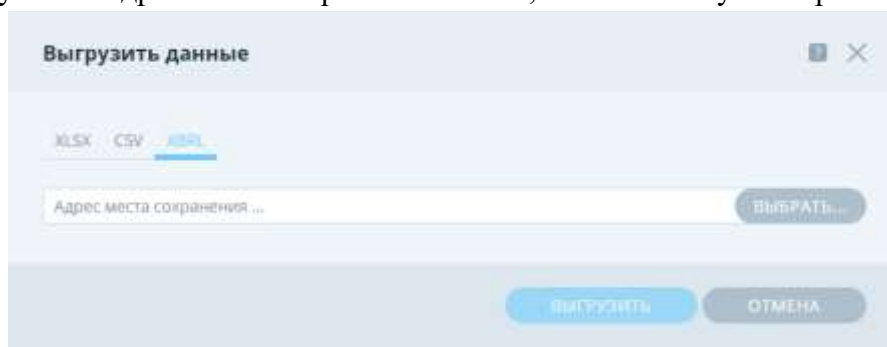 Выгрузить данные ?
XLSX CSV XBRL
Адрес места сохранения ...
ВЫБРАТЬ...
ВЫГРУЗИТЬ ОТМЕНА